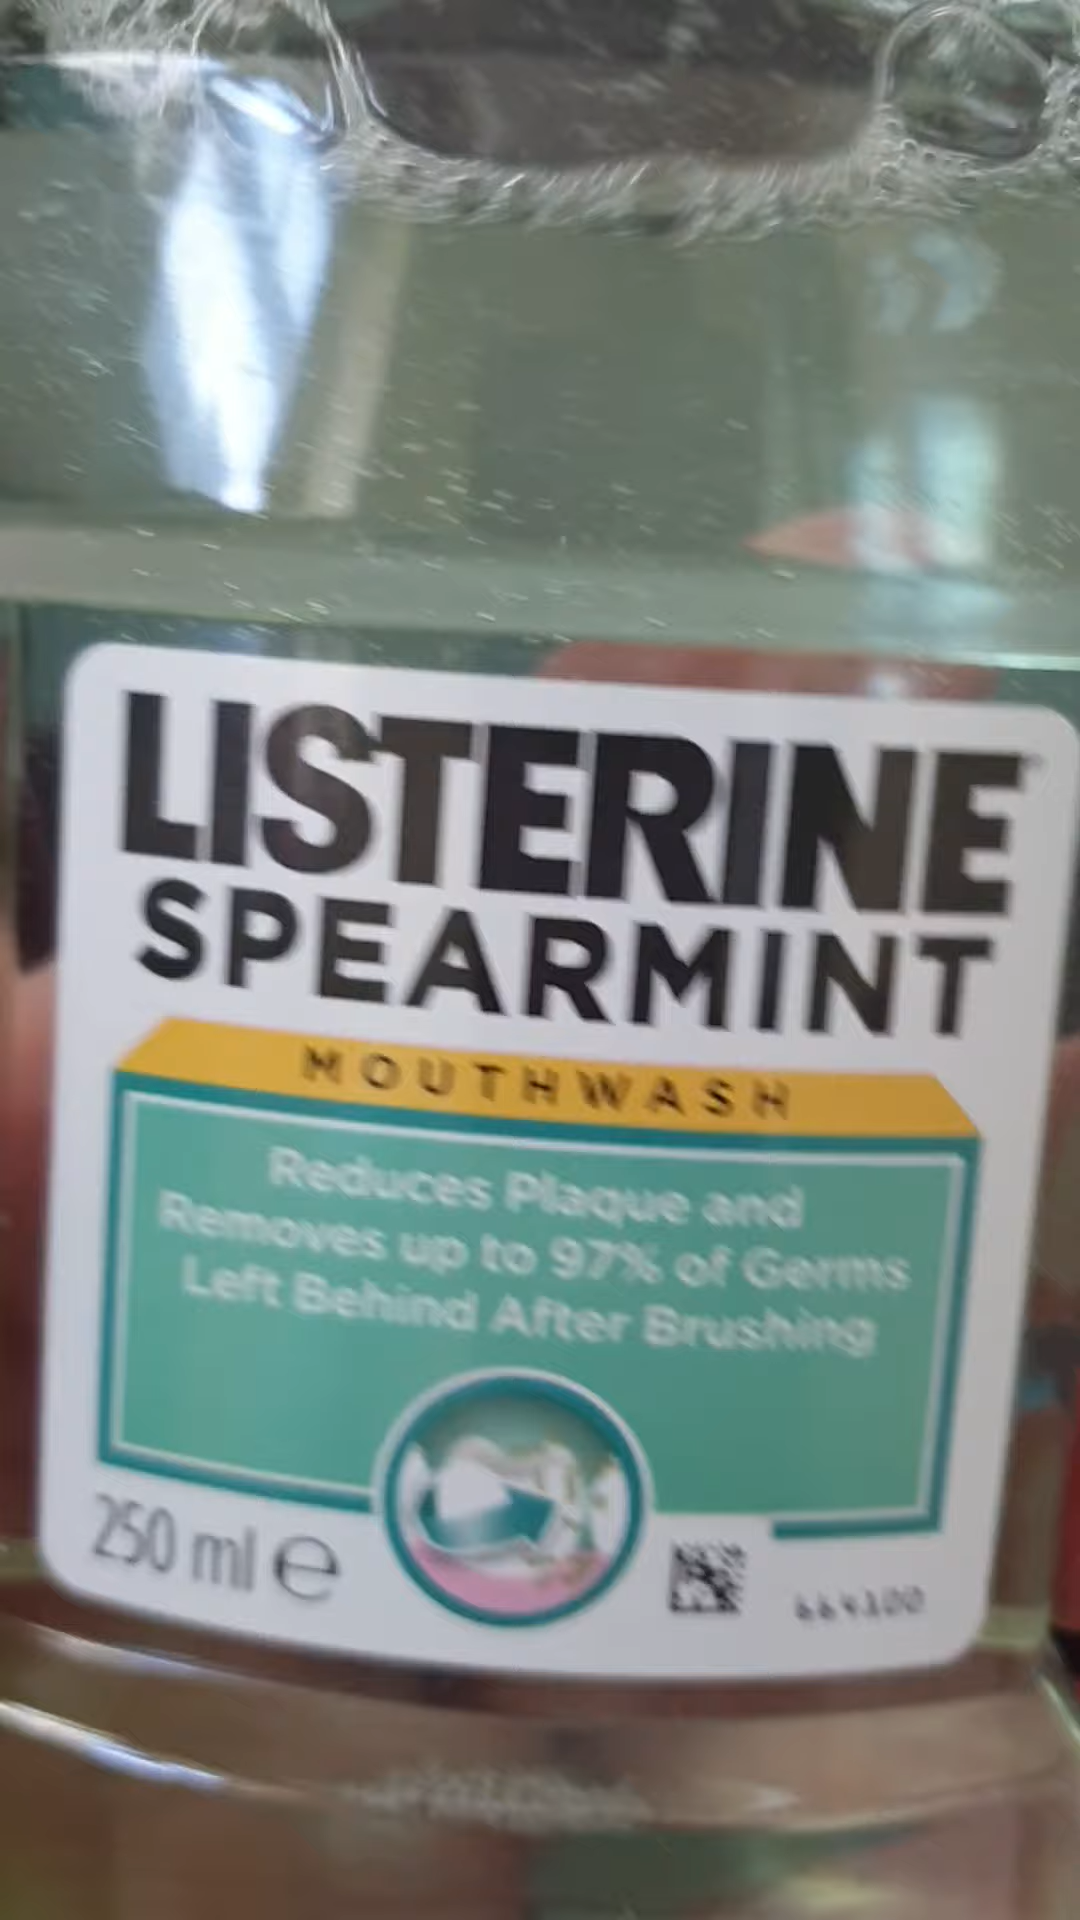 LISTERINE
SPEARMINT
MOUTHWASH
Reduces Plaque and
Removes up to 97% of Germs
Left Behind After Brushing
250 ml ℮